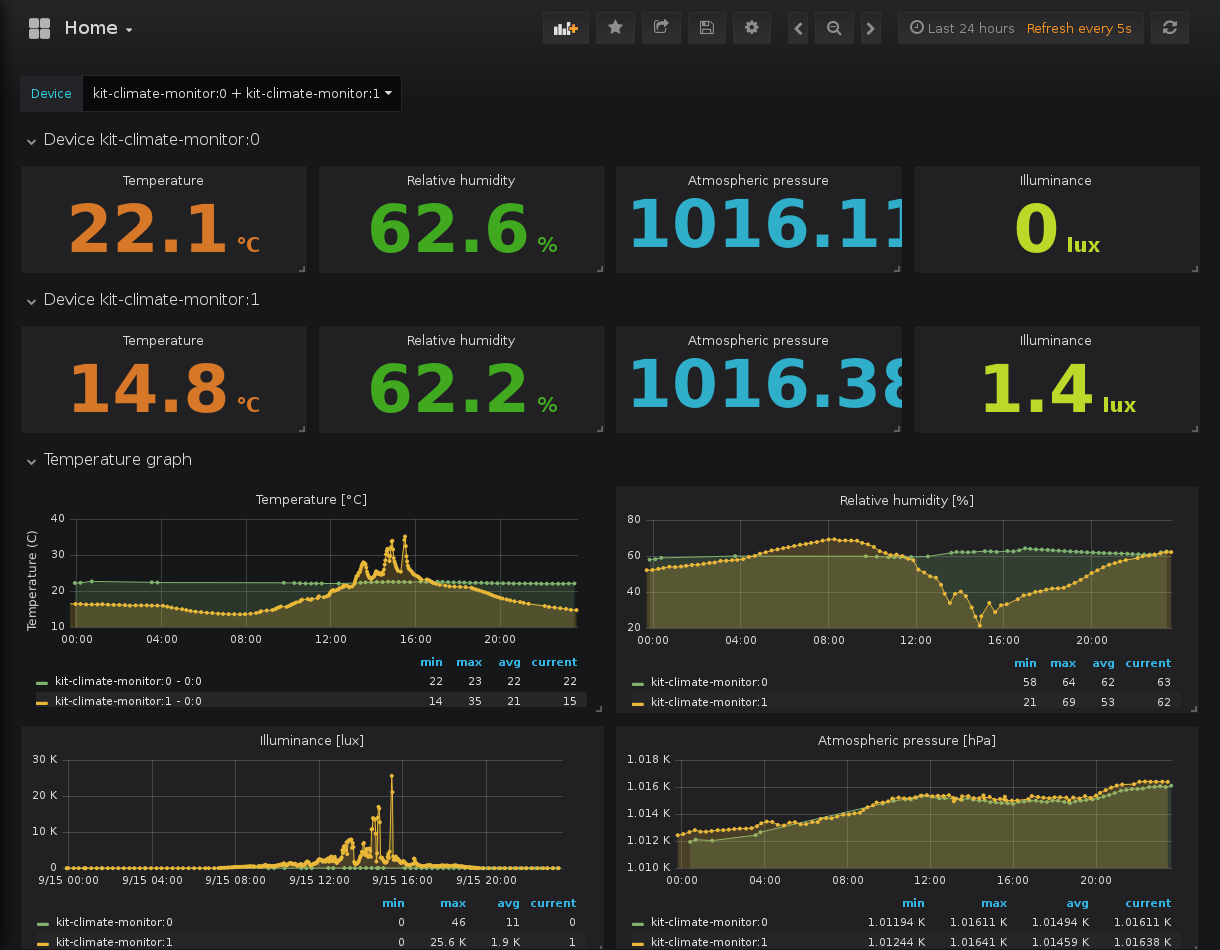 Home
Last 24 hours Refresh every 5s
Device kit-climate-monitor:0 + kit-climate-monitor:1
Device kit-climate-monitor:0
Temperature Relative humidity Atmospheric pressure Illuminance
22.1 °C 62.6 % 1016.11 0 lux
Device kit-climate-monitor:1
Temperature Relative humidity Atmospheric pressure Illuminance
14.8 °C 62.2 % 1016.38 1.4 lux
Temperature graph
Temperature [°C]
Temperature (C)
40
30
20
10
00:00 04:00 08:00 12:00 16:00 20:00
min max avg current
kit-climate-monitor:0 - 0:0 22 23 22 22
kit-climate-monitor:1 - 0:0 14 35 21 15
Relative humidity [%]
80
60
40
20
00:00 04:00 08:00 12:00 16:00 20:00
min max avg current
kit-climate-monitor:0 58 64 62 63
kit-climate-monitor:1 21 69 53 62
Illuminance [lux]
30 K
20 K
10 K
0
9/15 00:00 9/15 04:00 9/15 08:00 9/15 12:00 9/15 16:00 9/15 20:00
min max avg current
kit-climate-monitor:0 0 46 11 0
kit-climate-monitor:1 0 25.6 K 1.9 K 1
Atmospheric pressure [hPa]
1.018 K
1.016 K
1.014 K
1.012 K
1.010 K
00:00 04:00 08:00 12:00 16:00 20:00
min max avg current
kit-climate-monitor:0 1.01194 K 1.01611 K 1.01494 K 1.01611 K
kit-climate-monitor:1 1.01244 K 1.01641 K 1.01459 K 1.01638 K